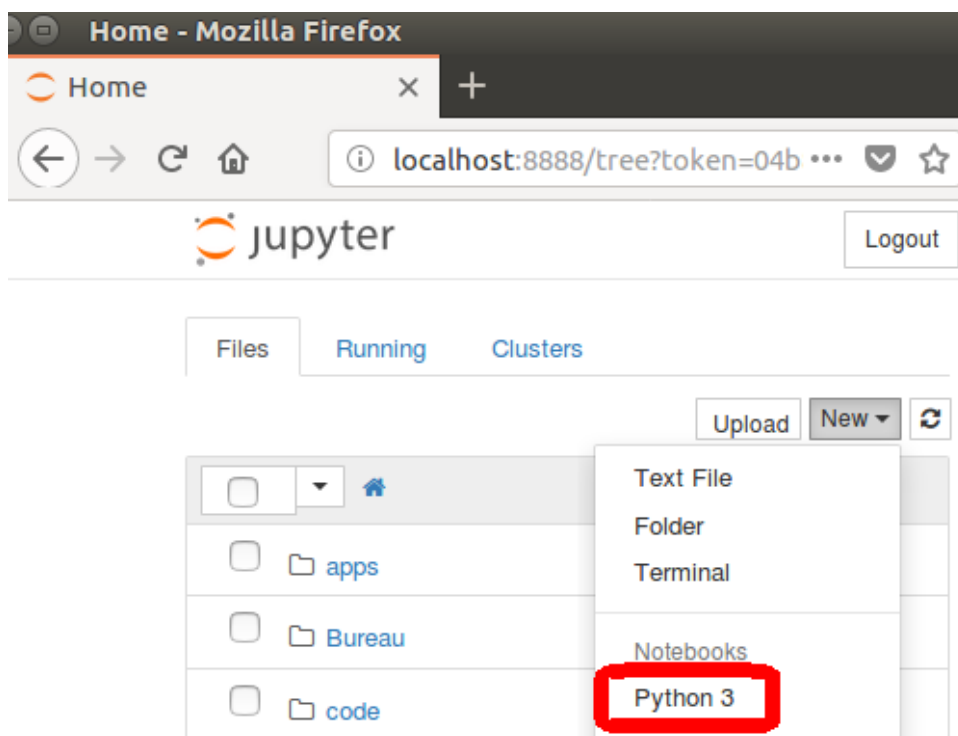 Home - Mozilla Firefox
Home
localhost:8888/tree?token=04b
jupyter
Logout
Files Running Clusters
Upload New
Text File
Folder
Terminal
apps
Bureau
Notebooks
Python 3
code